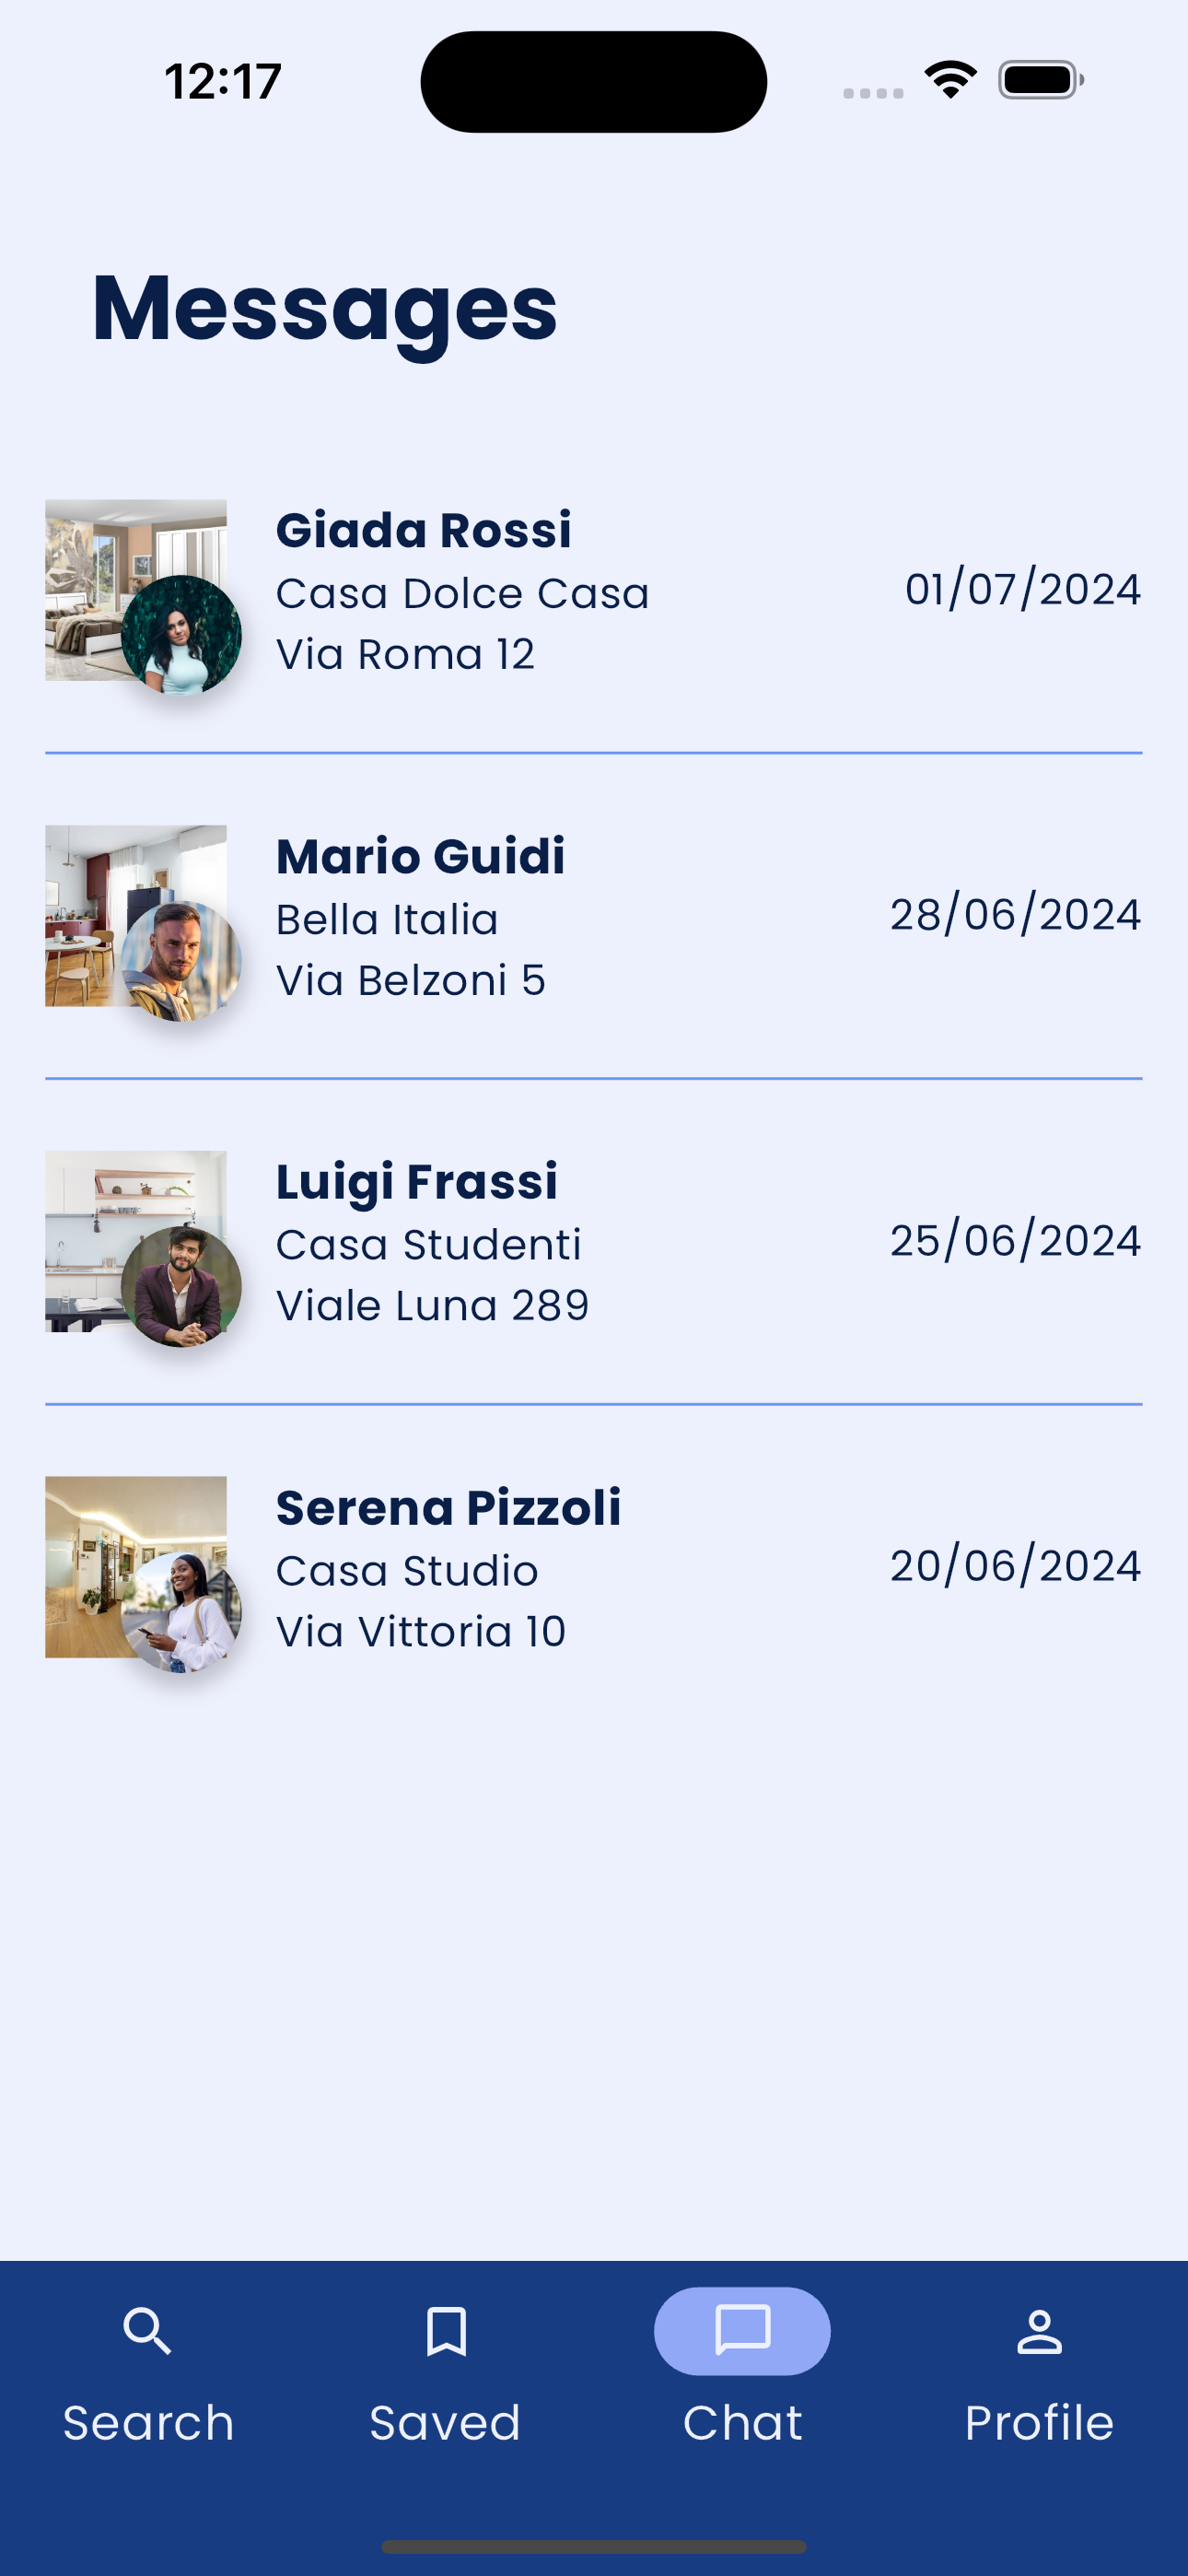 12:17
Messages
Giada Rossi
Casa Dolce Casa
Via Roma 12
01/07/2024
Mario Guidi
Bella Italia
Via Belzoni 5
28/06/2024
Luigi Frassi
Casa Studenti
Viale Luna 289
25/06/2024
Serena Pizzoli
Casa Studio
Via Vittoria 10
20/06/2024
Search
Saved
Chat
Profile